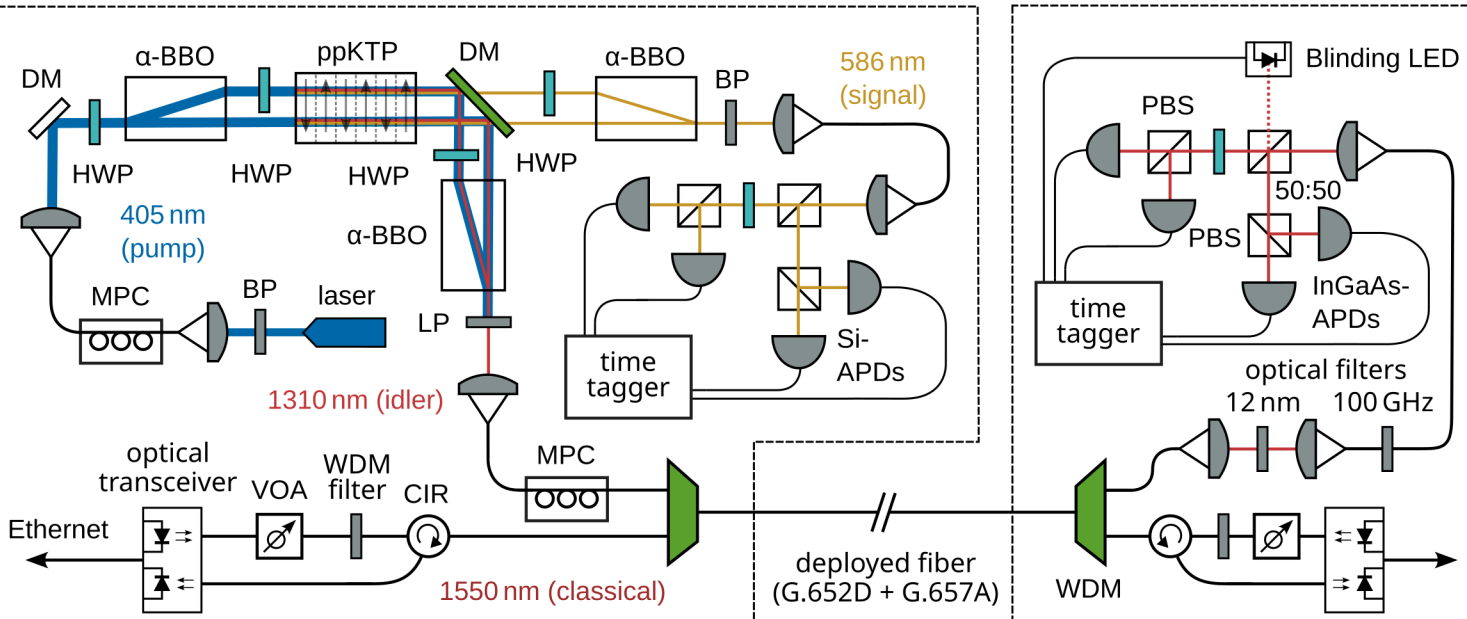 DM
α-BBO
ppKTP
DM
α-BBO
BP
586 nm
(signal)
HWP
HWP
HWP
HWP
405 nm
(pump)
α-BBO
MPC
BP
laser
LP
1310 nm (idler)
time
tagger
Si-
APDs
optical
transceiver
VOA
WDM
filter
CIR
MPC
Ethernet
1550 nm (classical)
deployed fiber
(G.652D + G.657A)
Blinding LED
PBS
50:50
PBS
InGaAs-
APDs
time
tagger
optical filters
12 nm
100 GHz
WDM